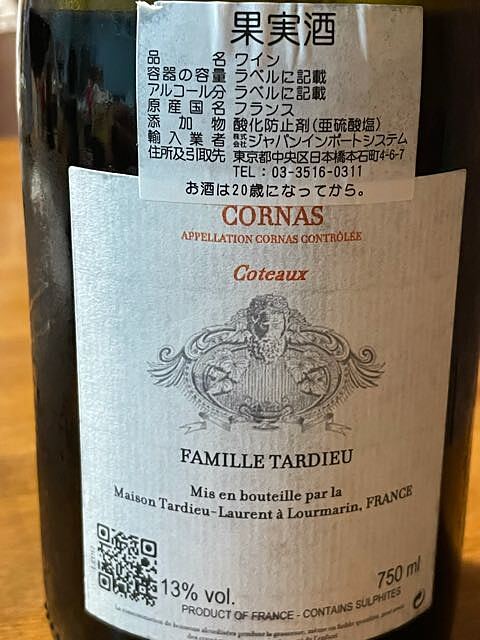 果実酒
品名 ワイン
容器の容量 ラベルに記載
アルコール分 ラベルに記載
原産国名 フランス
添加物 酸化防止剤(亜硫酸塩)
輸入業者 株式会社ジャパンインポートシステム
住所及引取先 東京都中央区日本橋本石町4-6-7
TEL:03-3516-0311
お酒は20歳になってから。
CORNAS
APPELLATION CORNAS CONTRÔLÉE
Coteaux
FAMILLE TARDIEU
Mis en bouteille par la
Maison Tardieu-Laurent à Lourmarin, FRANCE
13% vol.
750 ml
PRODUCT OF FRANCE - CONTAINS SULPHITES